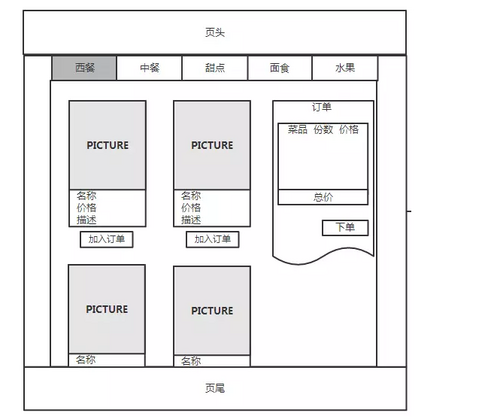 页头
西餐 中餐 甜点 面食 水果
订单
菜品 份数 价格
PICTURE PICTURE
名称 名称
价格 价格
描述 描述
总价
下单
加入订单 加入订单
PICTURE PICTURE
名称 名称
页尾